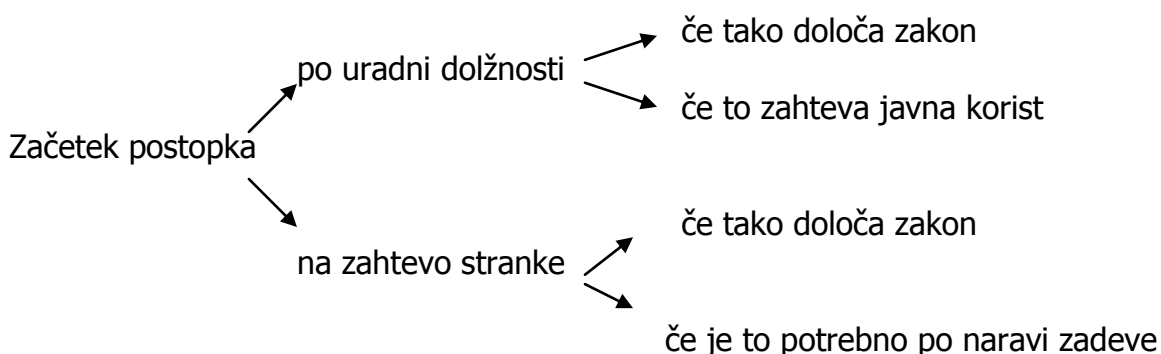 če tako določa zakon
po uradni dolžnosti
če to zahteva javna korist
Začetek postopka
če tako določa zakon
na zahtevo stranke
če je to potrebno po naravi zadeve